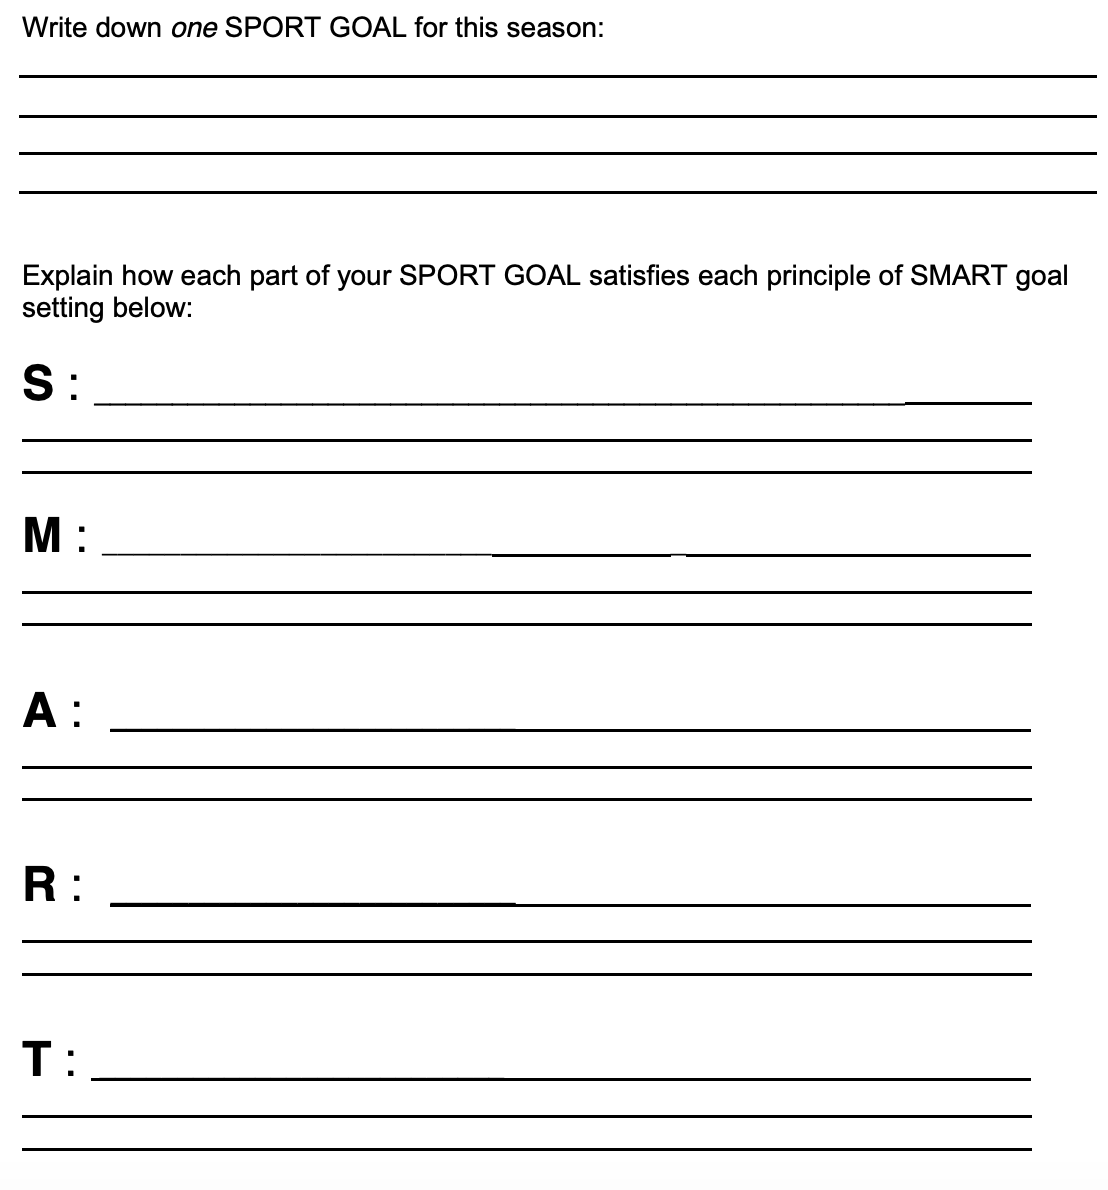 Write down one SPORT GOAL for this season:
Explain how each part of your SPORT GOAL satisfies each principle of SMART goal
setting below:
S :
M :
A :
R :
T :